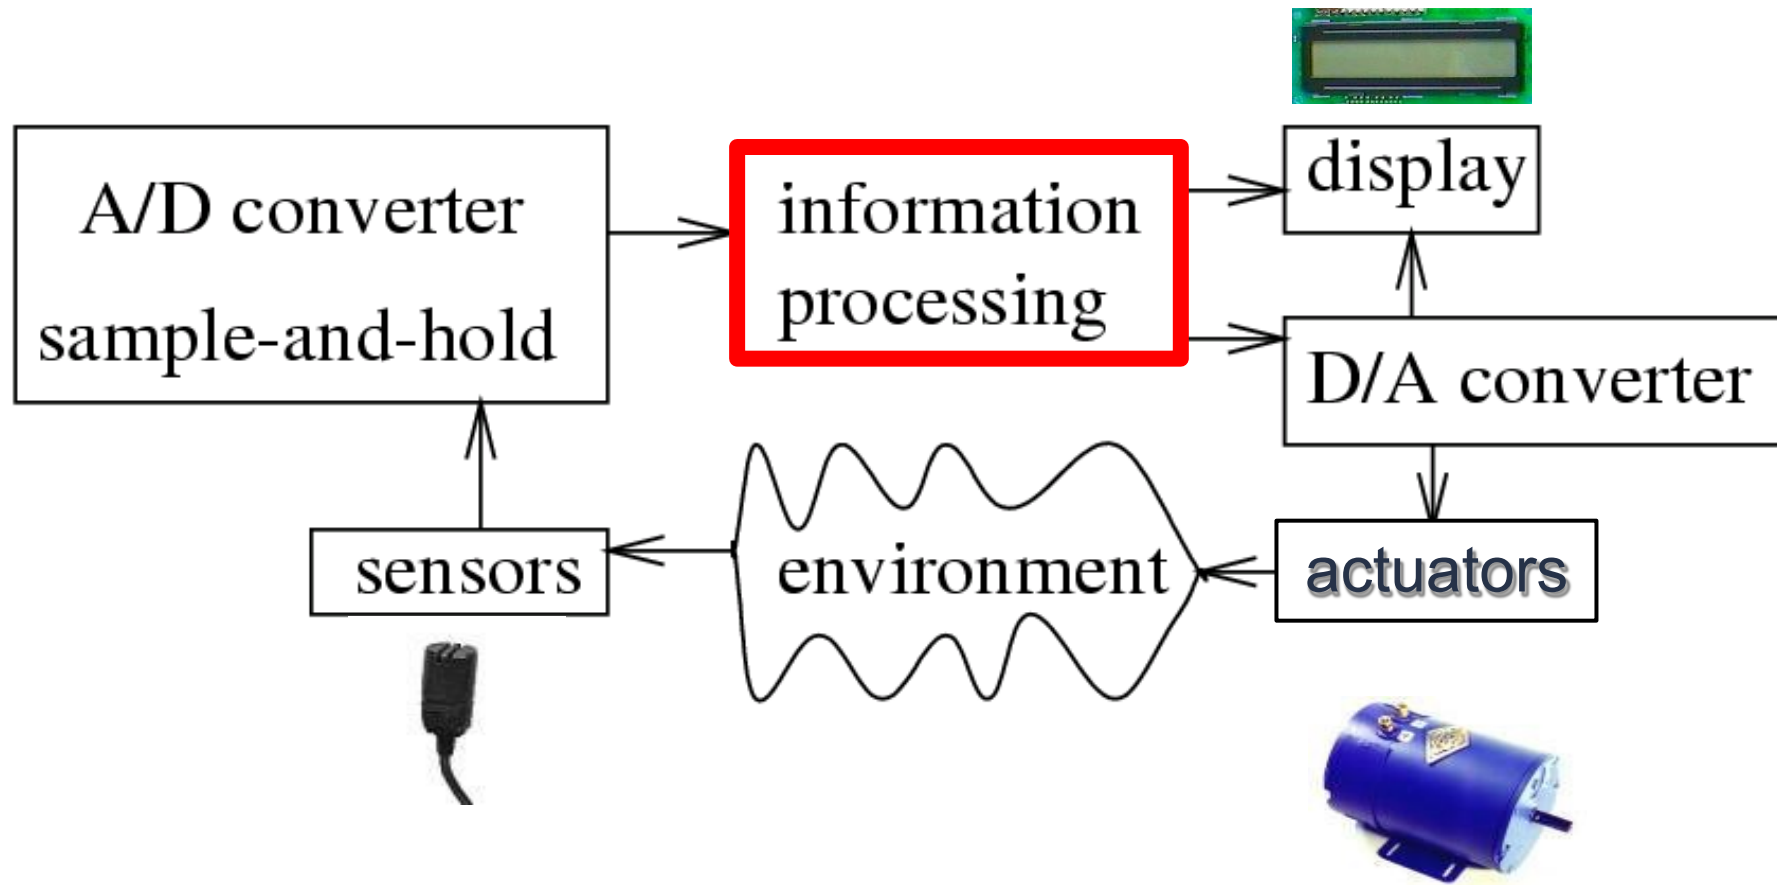 A/D converter
sample-and-hold
information
processing
display
D/A converter
sensors
environment
actuators